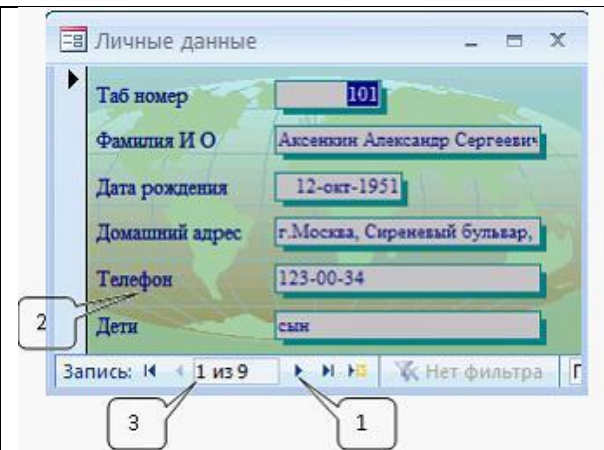 Личные данные
Таб номер 101
Фамилия И О Аксенкин Александр Сергеевич
Дата рождения 12-окт-1951
Домашний адрес г.Москва, Сиреневый бульвар,
Телефон 123-00-34
2
Дети сын
Запись: 1 из 9 Нет фильтра П
3 1